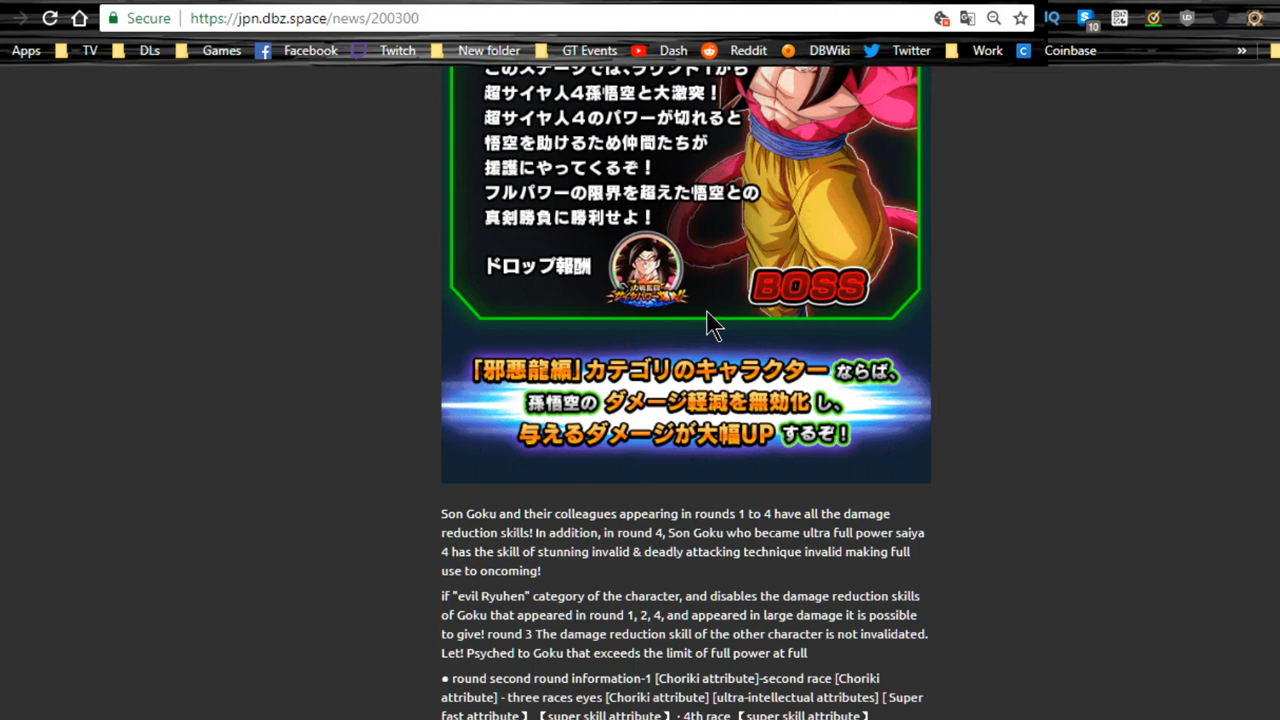 Secure https://jpn.dbz.space/news/200300
10
Apps TV DLs Games Facebook Twitch New folder GT Events Dash Reddit DBWiki Twitter Work Coinbase »
このステージでは、ラウンド1から
超サイヤ人4孫悟空と大激突!
超サイヤ人4のパワーが切れると
悟空を助けるため仲間たちが
援護にやってくるぞ!
フルパワーの限界を超えた悟空との
真剣勝負に勝利せよ!
ドロップ報酬
BOSS
「邪悪龍編」カテゴリのキャラクターならば、
孫悟空のダメージ軽減を無効化し、
与えるダメージが大幅UPするぞ!
Son Goku and their colleagues appearing in rounds 1 to 4 have all the damage
reduction skills! In addition, in round 4, Son Goku who became ultra full power saiya
4 has the skill of stunning invalid & deadly attacking technique invalid making full
use to oncoming!
if "evil Ryuhen" category of the character, and disables the damage reduction skills
of Goku that appeared in round 1, 2, 4, and appeared in large damage it is possible
to give! round 3 The damage reduction skill of the other character is not invalidated.
Let! Psyched to Goku that exceeds the limit of full power at full
● round second round information-1 [Choriki attribute]-second race [Choriki
attribute] - three races eyes [Choriki attribute] [ultra-intellectual attributes] [ Super
fast attribute】【super skill attribute】· 4th race【super skill attribute】